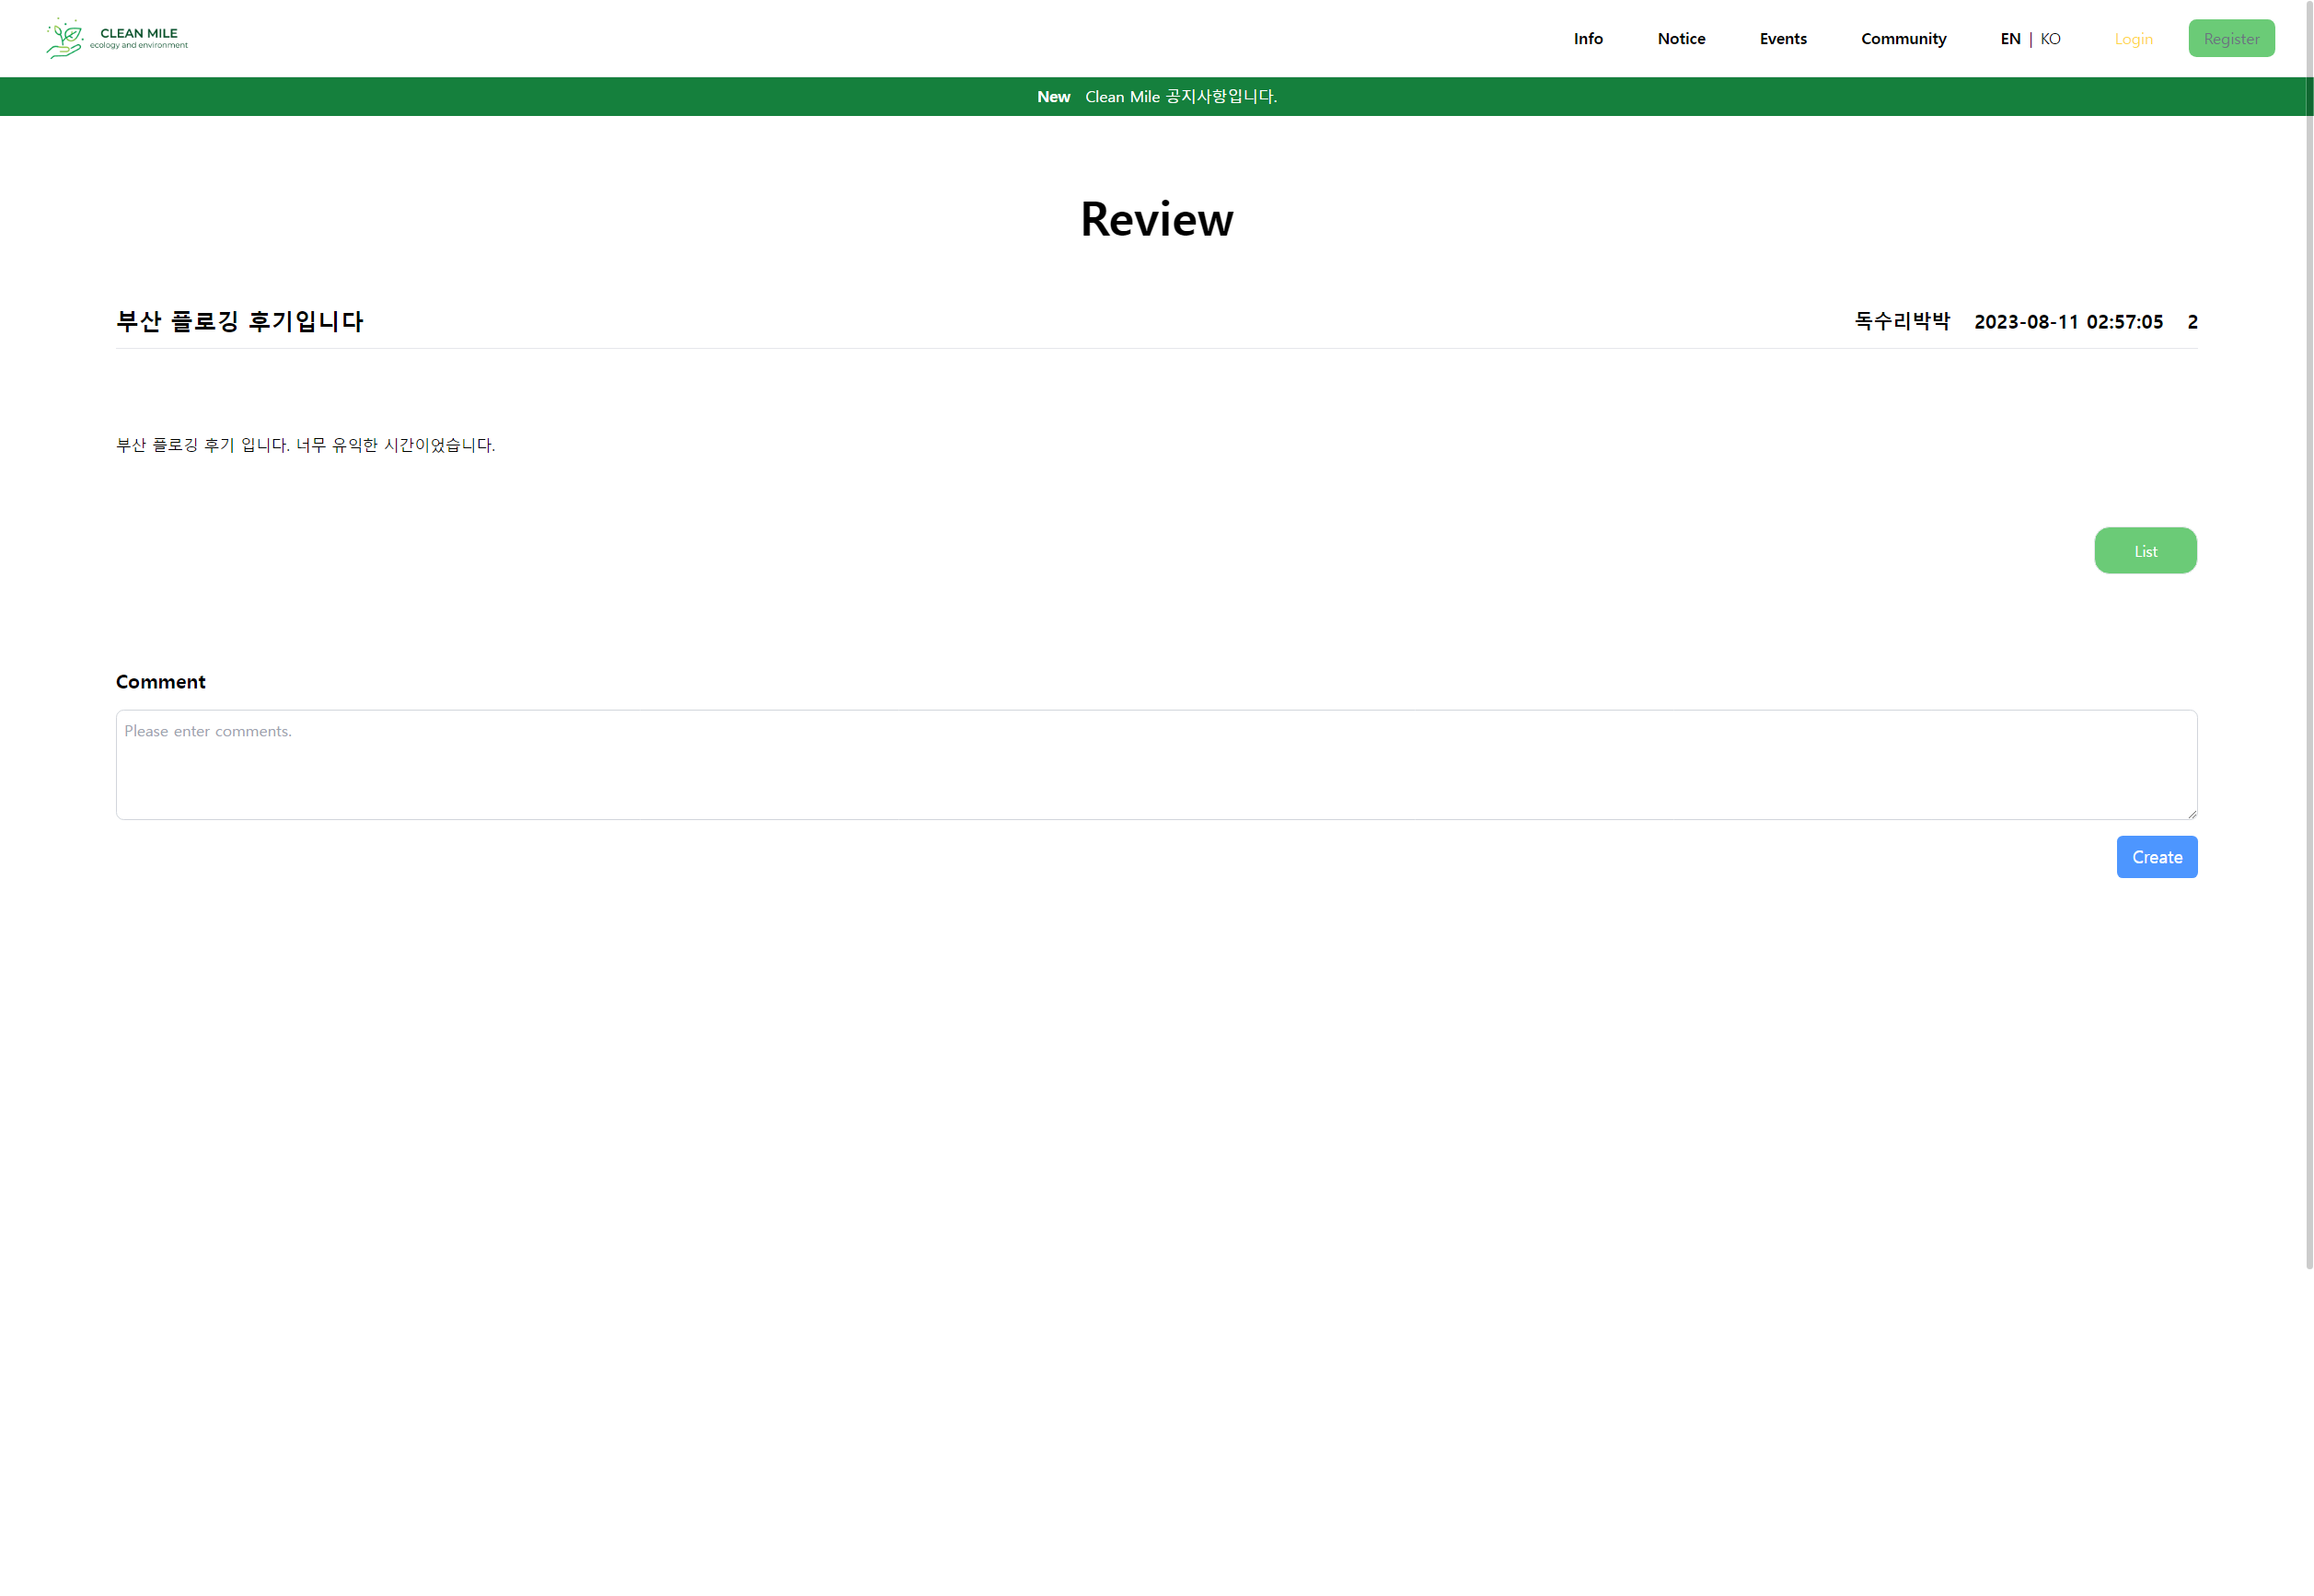 CLEAN MILE
ecology and environment
Info Notice Events Community EN | KO Login Register
New Clean Mile 공지사항입니다.
Review
부산 플로깅 후기입니다 독수리박박 2023-08-11 02:57:05 2
부산 플로깅 후기 입니다. 너무 유익한 시간이었습니다.
List
Comment
Please enter comments.
Create